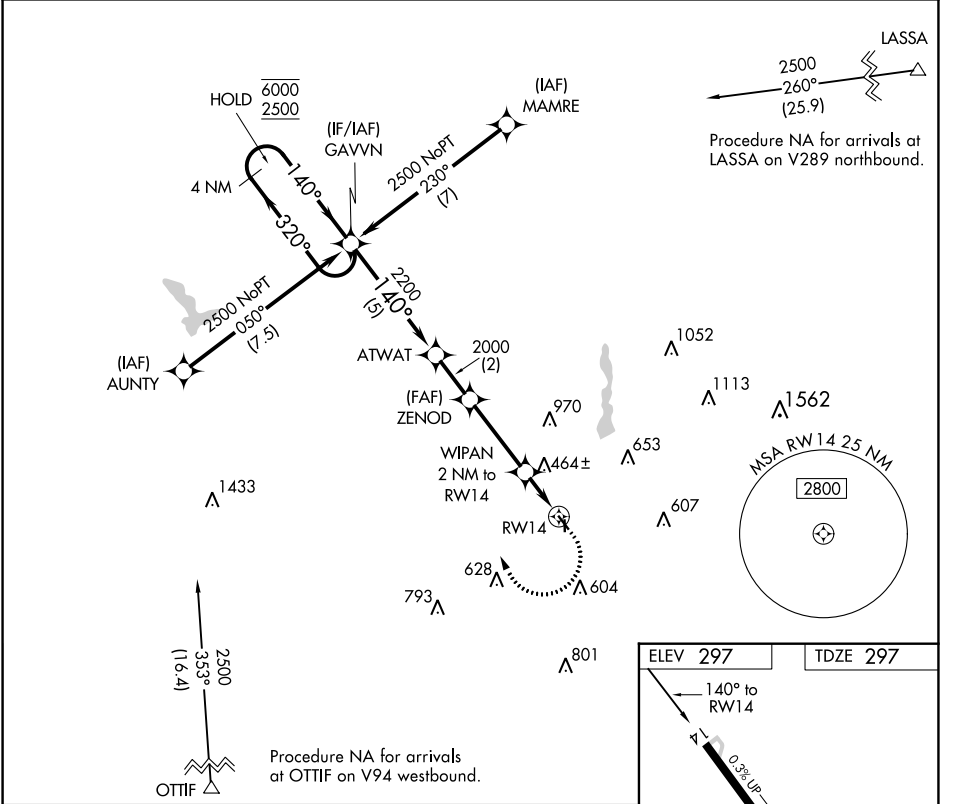 LASSA
2500
260°
(25.9)
Procedure NA for arrivals at
LASSA on V289 northbound.
HOLD
6000
2500
(IF/IAF)
GAVVN
(IAF)
MAMRE
4 NM
140°
320°
2500 NoPT
230°
(7)
2500 NoPT
050°
(7.5)
(IAF)
AUNTY
2200
140°
(5)
ATWAT
2000
(2)
(FAF)
ZENOD
WIPAN
2 NM to
RW14
RW14
1052
1113
1562
970
464±
653
607
1433
628
604
793
801
MSA RW14 25 NM
2800
2500
353°
(16.4)
OTTIF
Procedure NA for arrivals
at OTTIF on V94 westbound.
ELEV 297
TDZE 297
140° to
RW14
14
0.3% UP